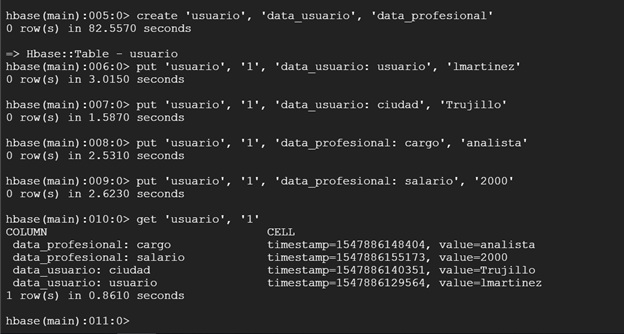 hbase(main):005:0> create 'usuario', 'data_usuario', 'data_profesional'
0 row(s) in 82.5570 seconds
=> Hbase::Table - usuario
hbase(main):006:0> put 'usuario', '1', 'data_usuario: usuario', 'lmartinez'
0 row(s) in 3.0150 seconds
hbase(main):007:0> put 'usuario', '1', 'data_usuario: ciudad', 'Trujillo'
0 row(s) in 1.5870 seconds
hbase(main):008:0> put 'usuario', '1', 'data_profesional: cargo', 'analista'
0 row(s) in 2.5310 seconds
hbase(main):009:0> put 'usuario', '1', 'data_profesional: salario', '2000'
0 row(s) in 2.6230 seconds
hbase(main):010:0> get 'usuario', '1'
COLUMN CELL
data_profesional: cargo timestamp=1547886148404, value=analista
data_profesional: salario timestamp=1547886155173, value=2000
data_usuario: ciudad timestamp=1547886140351, value=Trujillo
data_usuario: usuario timestamp=1547886129564, value=lmartinez
1 row(s) in 0.8610 seconds
hbase(main):011:0>